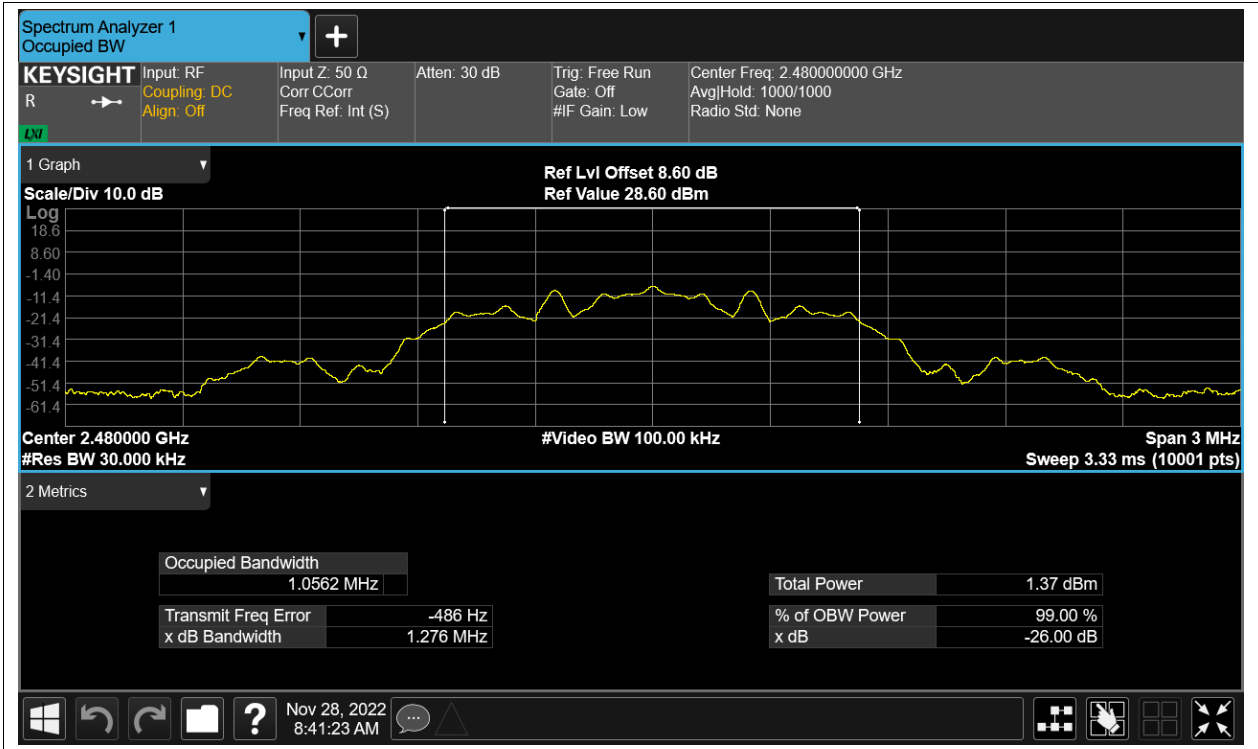 Spectrum Analyzer 1
Occupied BW
KEYSIGHT
R
LXI
Input: RF
Coupling: DC
Align: Off
Input Z: 50 Ω
Corr CCorr
Freq Ref: Int (S)
Atten: 30 dB
Trig: Free Run
Gate: Off
#IF Gain: Low
Center Freq: 2.480000000 GHz
Avg|Hold: 1000/1000
Radio Std: None
1 Graph
Scale/Div 10.0 dB
Ref Lvl Offset 8.60 dB
Ref Value 28.60 dBm
Log
18.6
8.60
-1.40
-11.4
-21.4
-31.4
-41.4
-51.4
-61.4
Center 2.480000 GHz
#Video BW 100.00 kHz
Span 3 MHz
#Res BW 30.000 kHz
Sweep 3.33 ms (10001 pts)
2 Metrics
Occupied Bandwidth
1.0562 MHz
Total Power 1.37 dBm
Transmit Freq Error -486 Hz
% of OBW Power 99.00 %
x dB Bandwidth 1.276 MHz
x dB -26.00 dB
?
Nov 28, 2022
8:41:23 AM